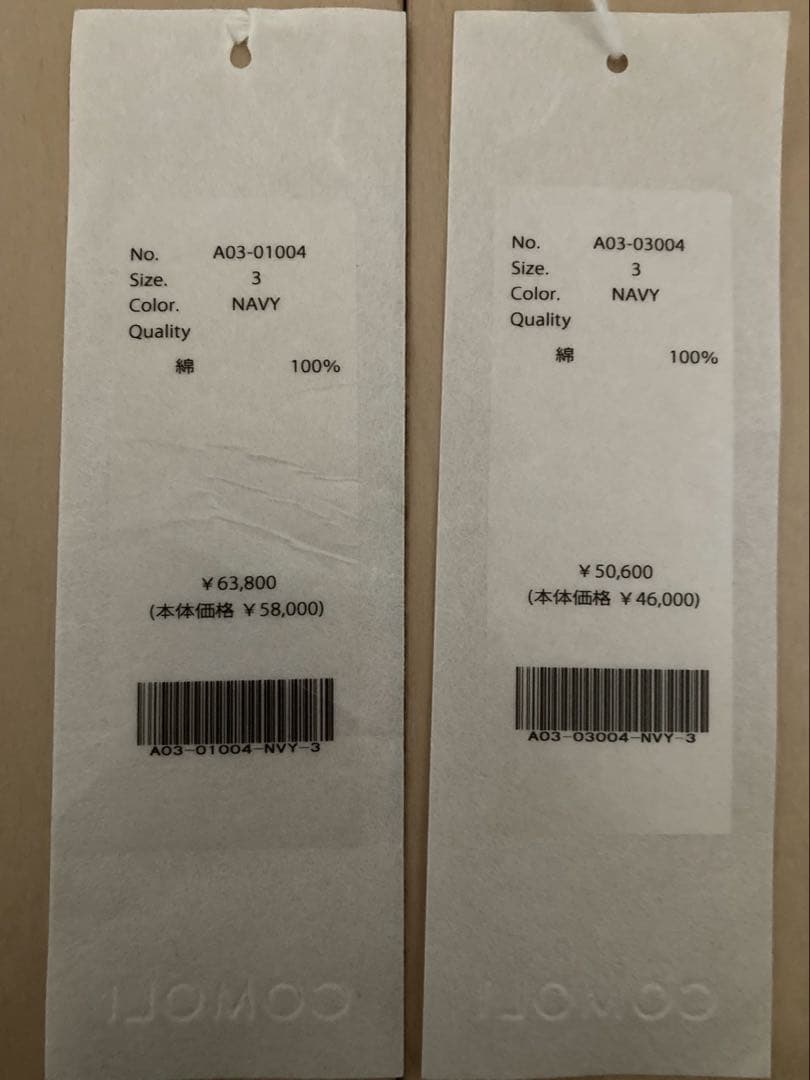 No. A03-01004
Size. 3
Color. NAVY
Quality
綿 100%
¥63,800
(本体価格 ¥58,000)
A03-01004-NVY-3
COMOLI
No. A03-03004
Size. 3
Color. NAVY
Quality
綿 100%
¥50,600
(本体価格 ¥46,000)
A03-03004-NVY-3
COMOLI